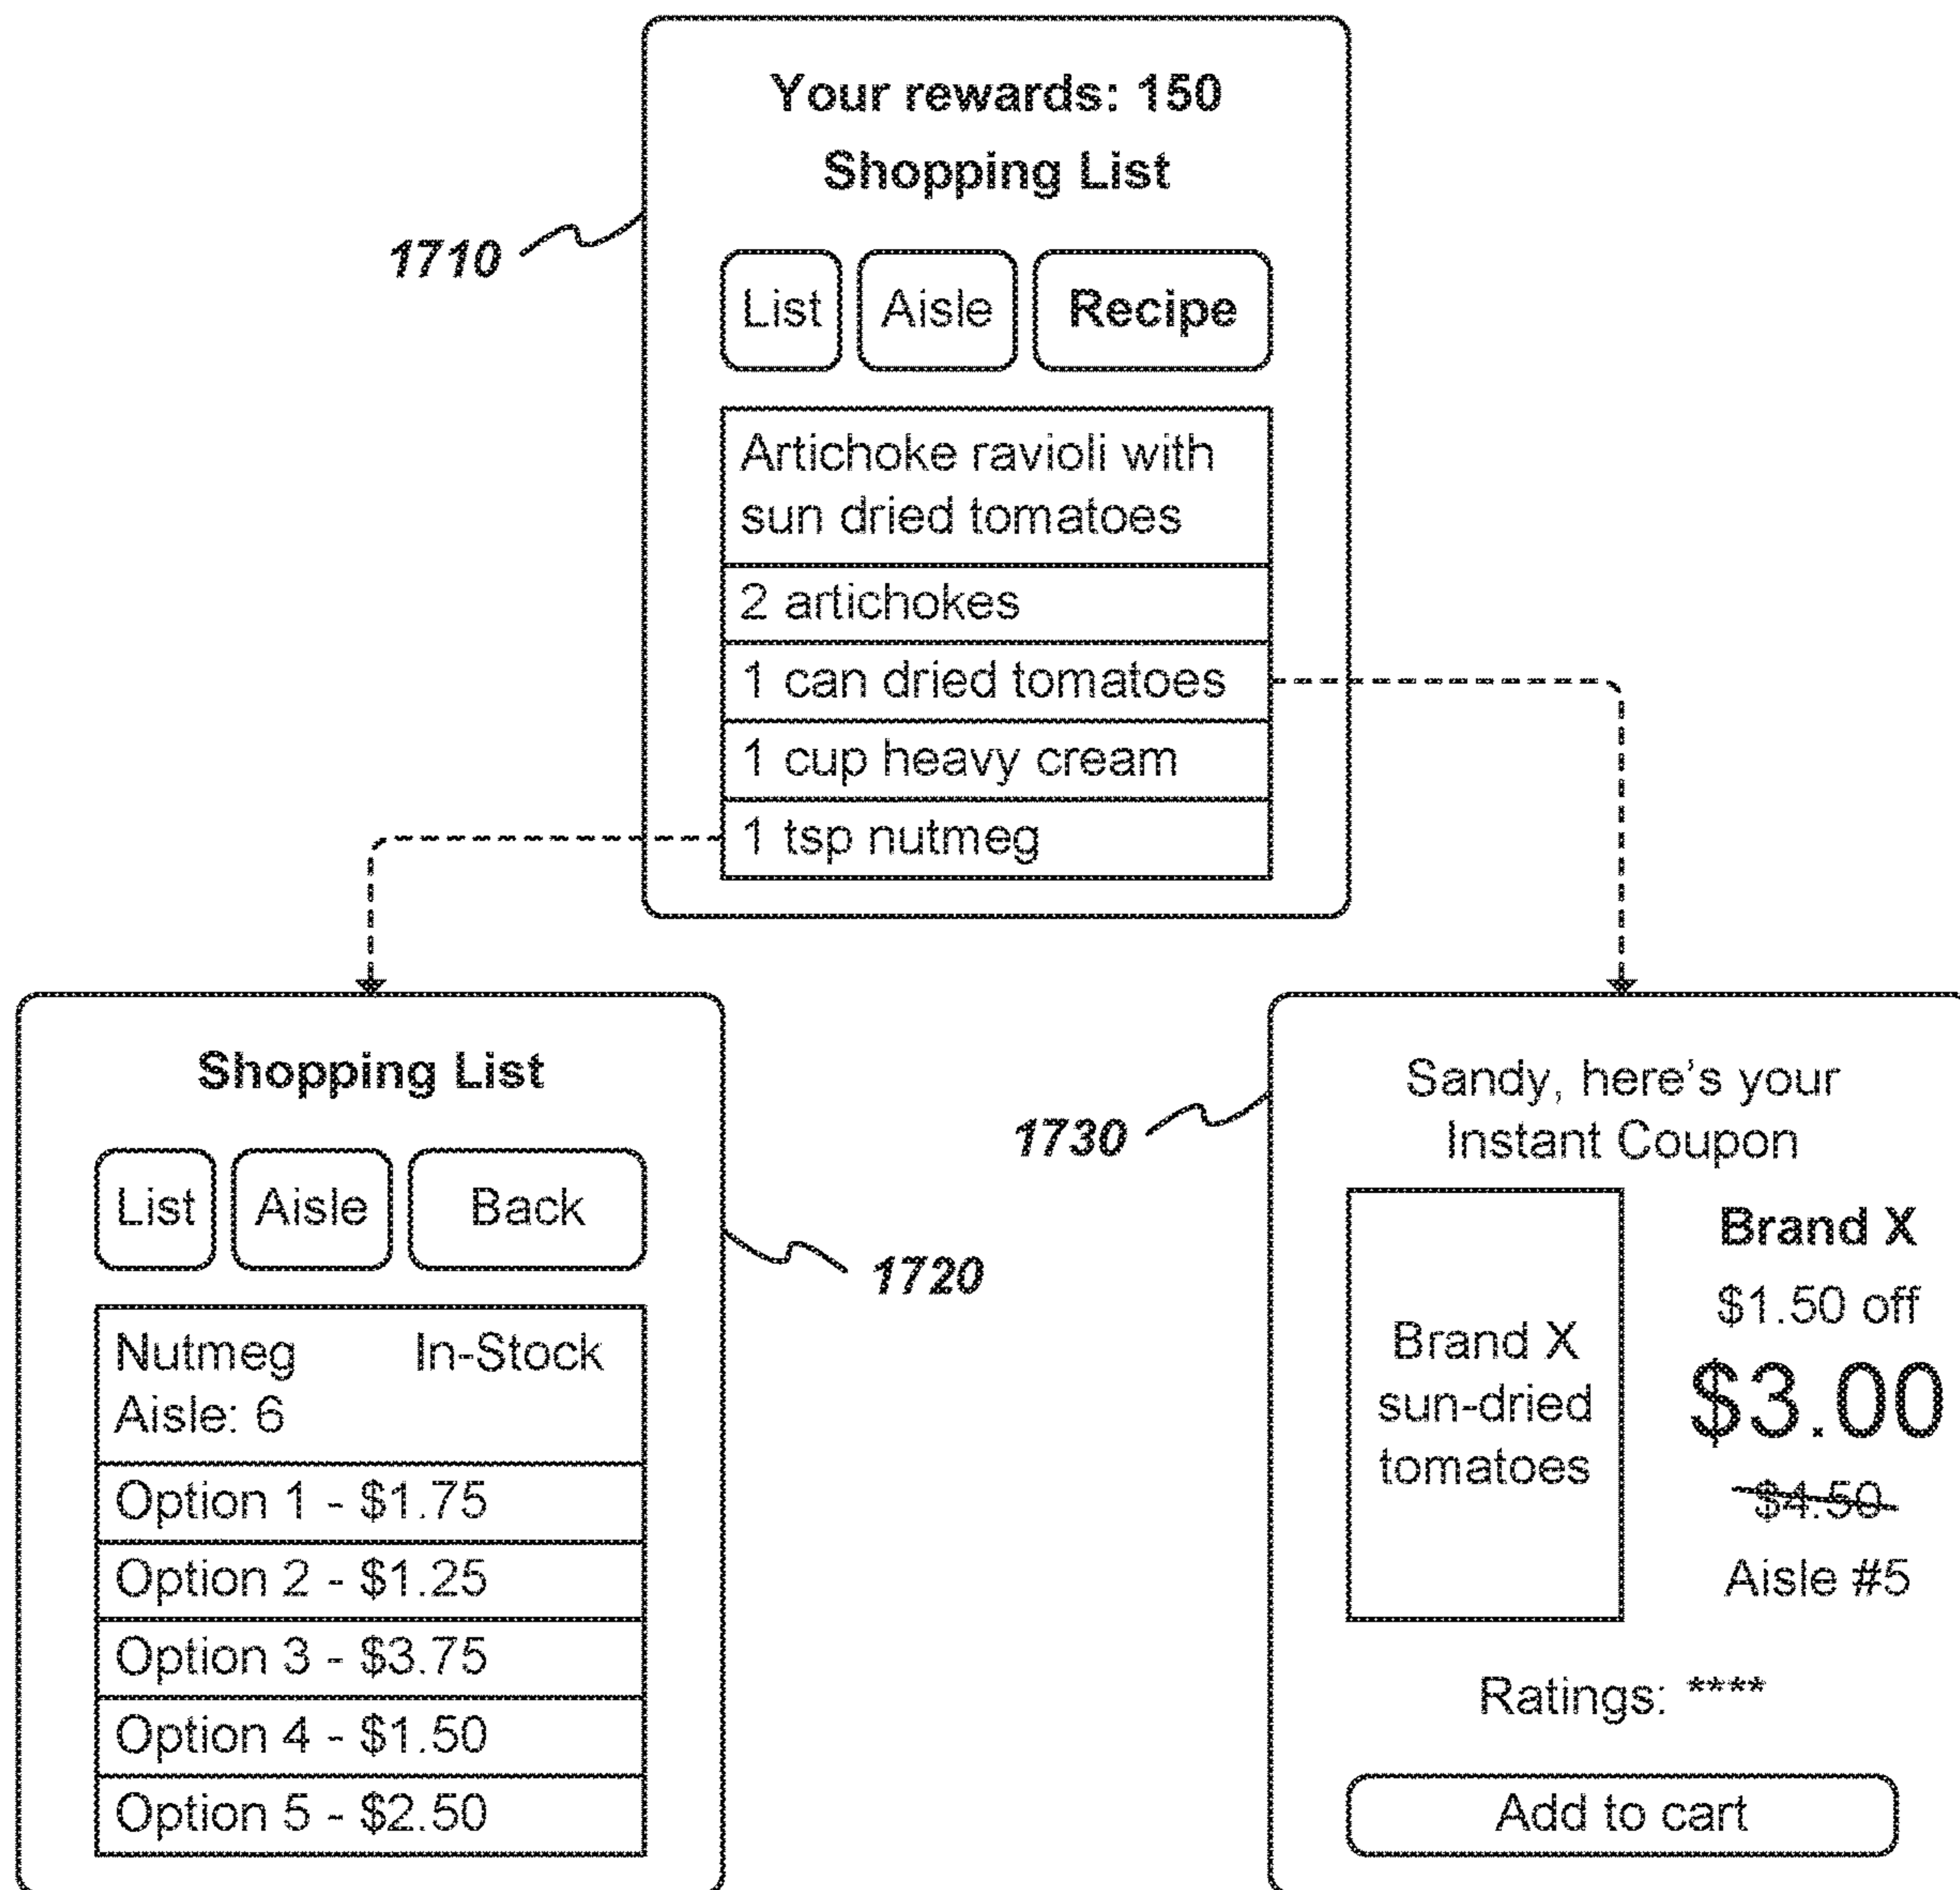 Your rewards: 150
Shopping List
1710
List
Aisle
Recipe
Artichoke ravioli with
sun dried tomatoes
2 artichokes
1 can dried tomatoes
1 cup heavy cream
1 tsp nutmeg
Shopping List
List
Aisle
Back
1720
Nutmeg In-Stock
Aisle: 6
Option 1 - $1.75
Option 2 - $1.25
Option 3 - $3.75
Option 4 - $1.50
Option 5 - $2.50
1730
Sandy, here's your
Instant Coupon
Brand X
sun-dried
tomatoes
Brand X
$1.50 off
$3.00
$4.50
Aisle #5
Ratings: ****
Add to cart